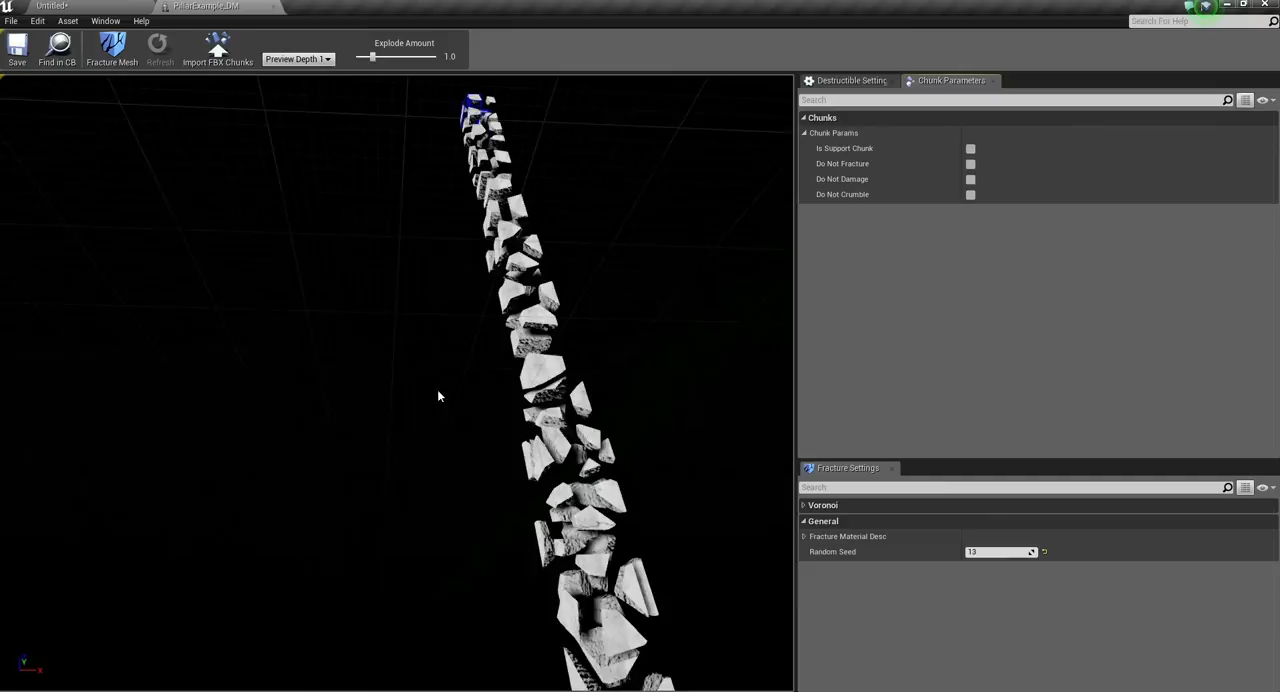 Untitled*
PillarExample_DM
File Edit Asset Window Help
Search For Help
Save Find in CB Fracture Mesh Refresh Import FBX Chunks Preview Depth 1 Explode Amount 1.0
Destructible Setting Chunk Parameters
Search
Chunks
Chunk Params
Is Support Chunk
Do Not Fracture
Do Not Damage
Do Not Crumble
Fracture Settings
Search
Voronoi
General
Fracture Material Desc
Random Seed 13
Y
X